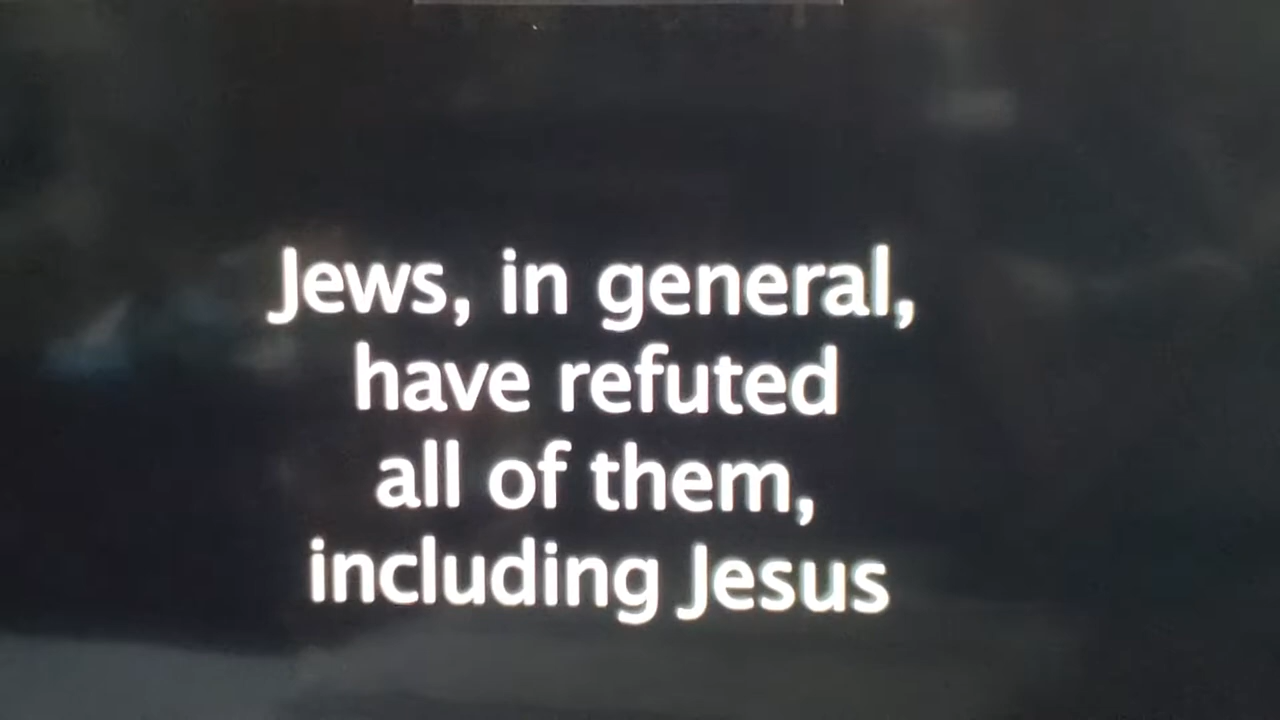 Jews, in general,
have refuted
all of them,
including Jesus